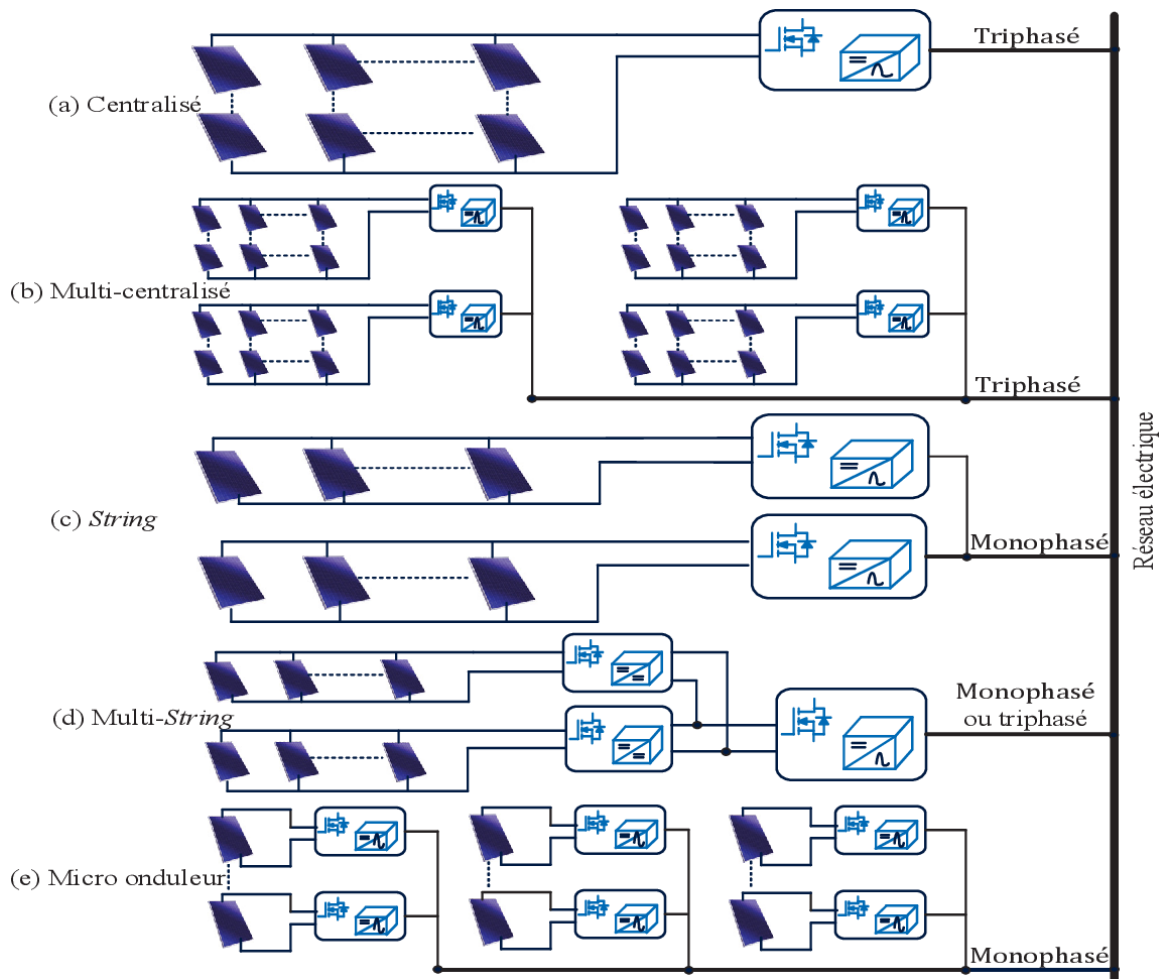 Triphasé
(a) Centralisé
(b) Multi-centralisé
Triphasé
(c) String
Monophasé
(d) Multi-String
Monophasé
ou triphasé
(e) Micro onduleur
Monophasé
Réseau électrique